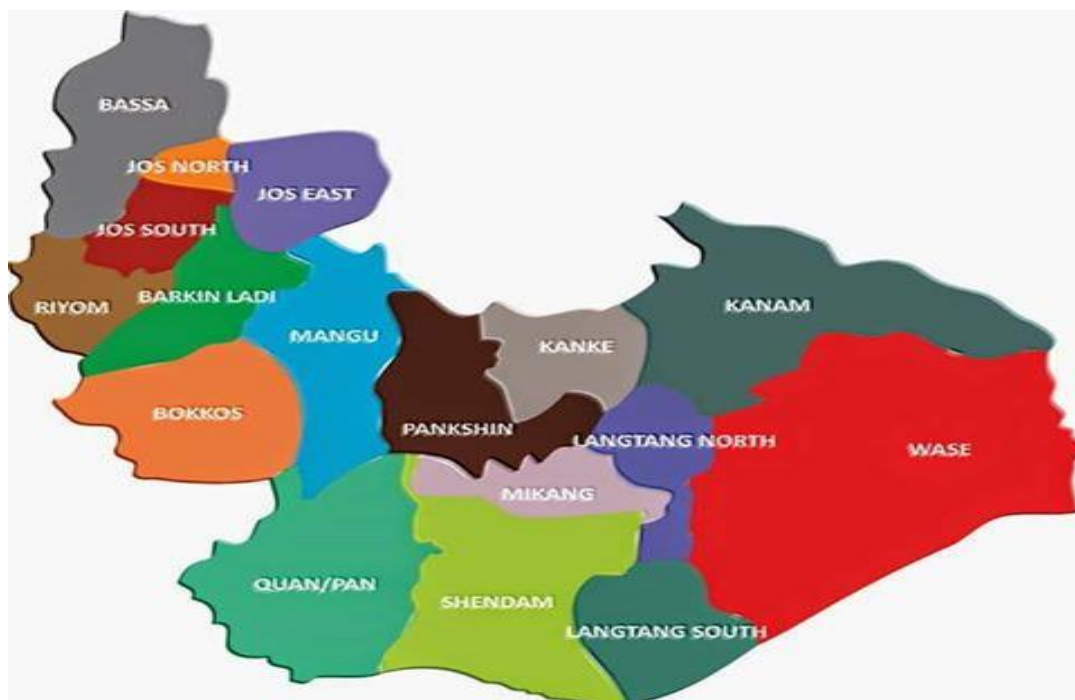 BASSA
JOS NORTH
JOS EAST
JOS SOUTH
RIYOM
BARKIN LADI
MANGU
KANKE
KANAM
BOKKOS
PANKSHIN
LANGTANG NORTH
WASE
MIKANG
QUAN/PAN
SHENDAM
LANGTANG SOUTH